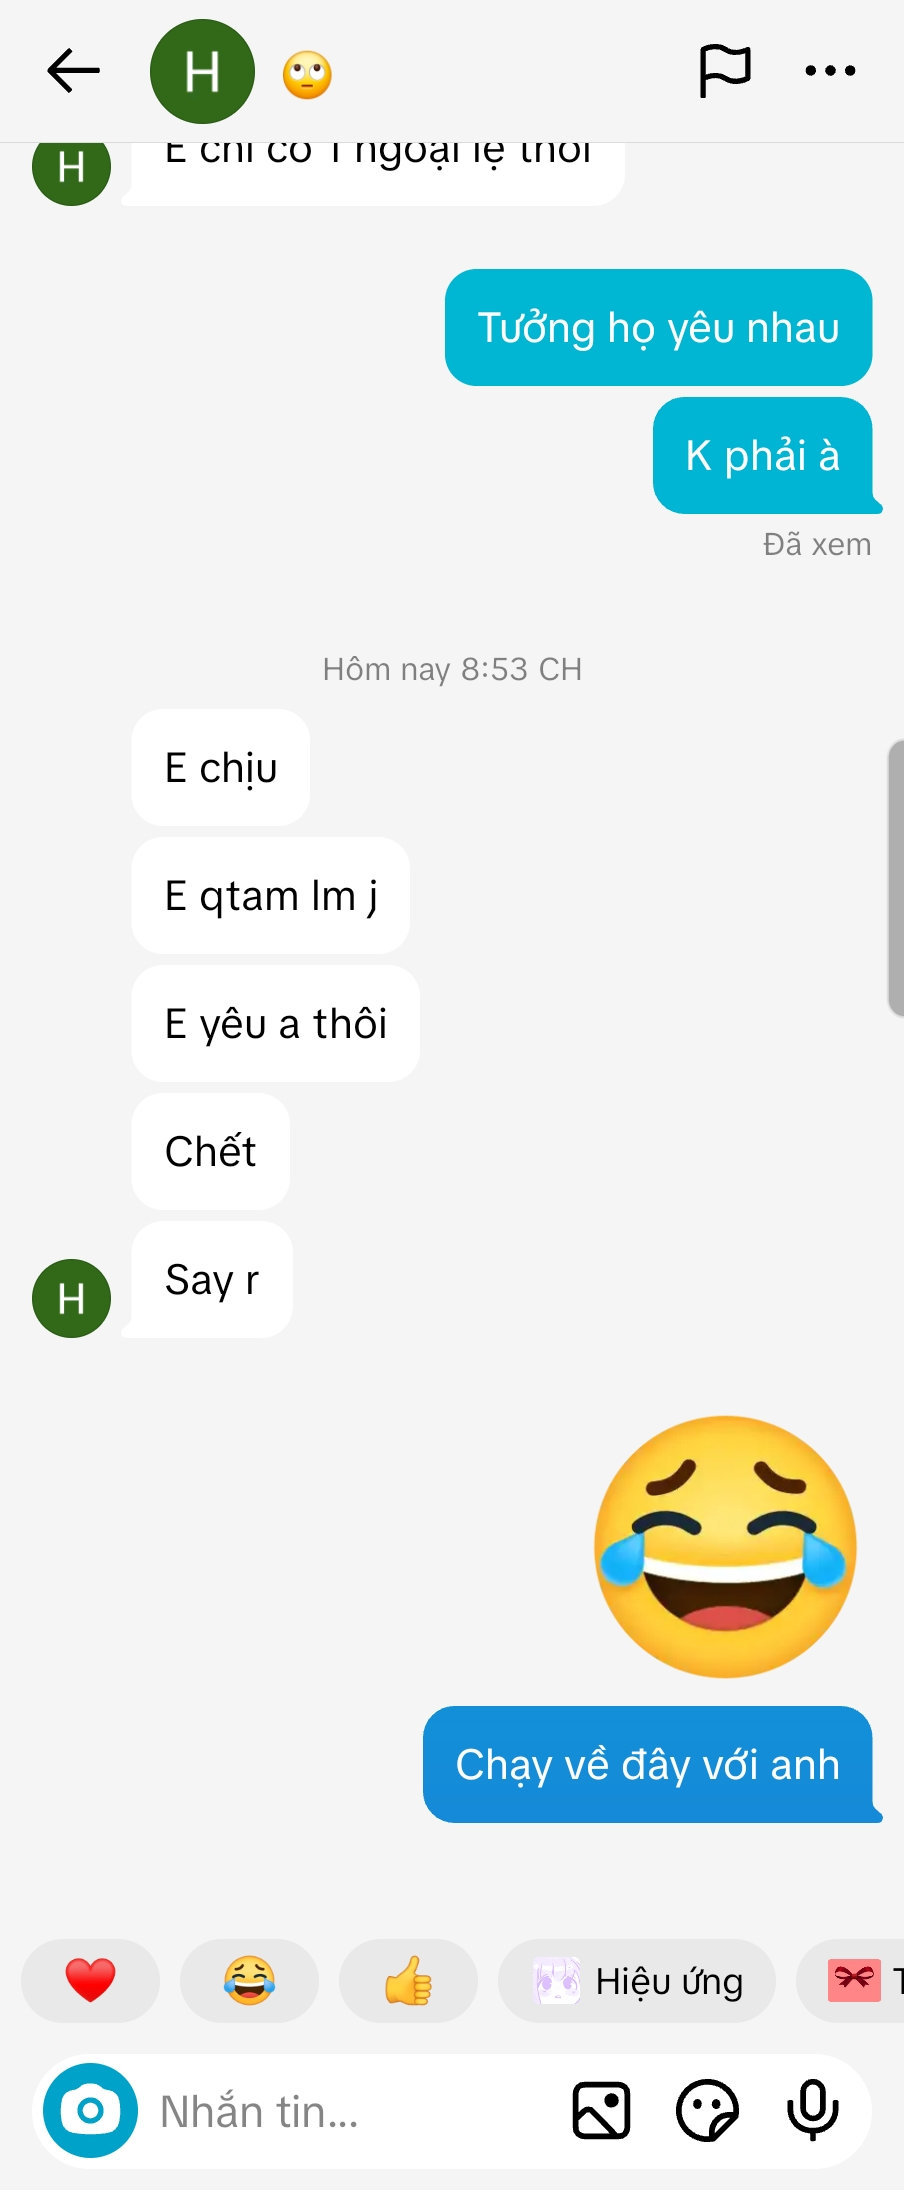 H
H
E chỉ có 1 ngoại lệ thôi
Tưởng họ yêu nhau
K phải à
Đã xem
Hôm nay 8:53 CH
E chịu
E qtam lm j
E yêu a thôi
Chết
Say r
H
Chạy về đây với anh
Hiệu ứng
Nhắn tin...